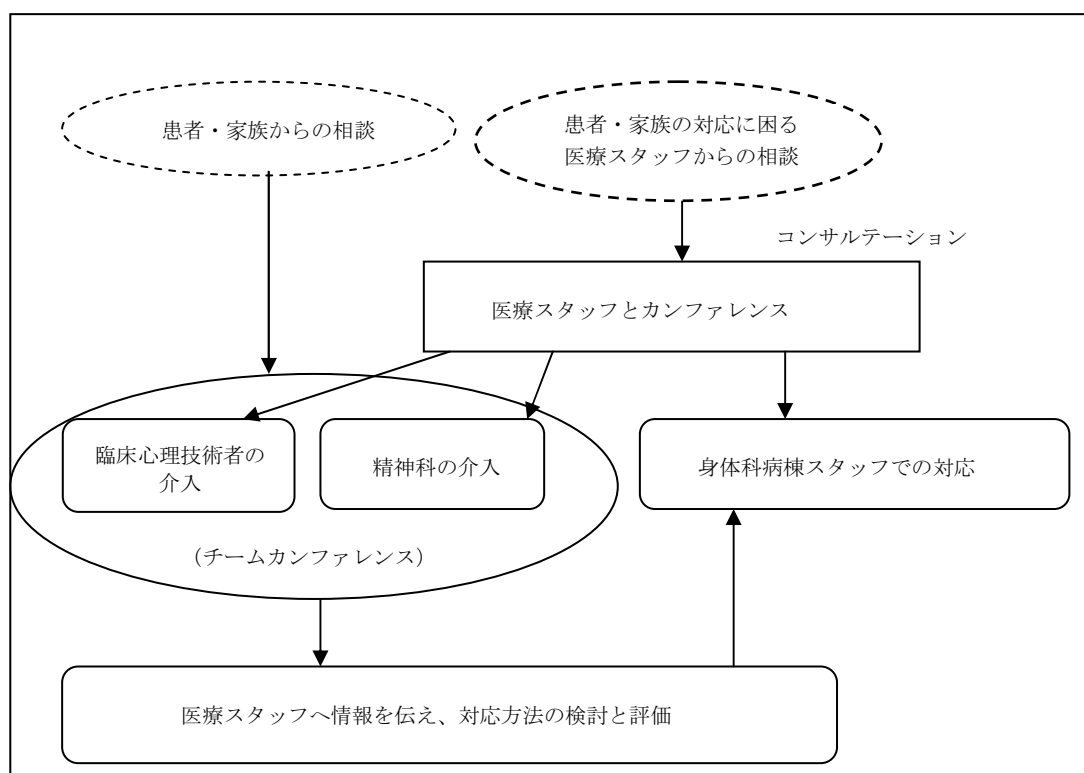 患者・家族からの相談
患者・家族の対応に困る
医療スタッフからの相談
コンサルテーション
医療スタッフとカンファレンス
臨床心理技術者の
介入
精神科の介入
身体科病棟スタッフでの対応
（チームカンファレンス）
医療スタッフへ情報を伝え、対応方法の検討と評価